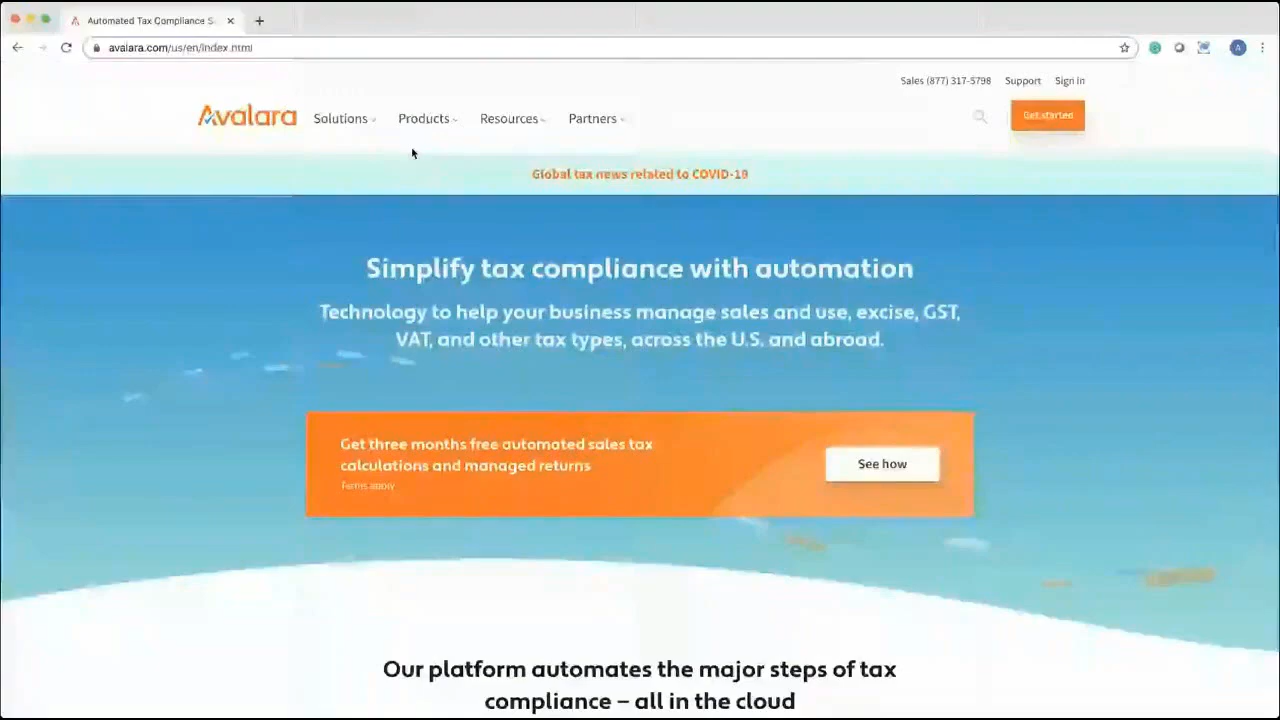 Automated Tax Compliance S
avalara.com/us/en/index.html
A
Sales (877) 317-5798 Support Sign In
Avalara Solutions Products Resources Partners Get started
Global tax news related to COVID-19
Simplify tax compliance with automation
Technology to help your business manage sales and use, excise, GST,
VAT, and other tax types, across the U.S. and abroad.
Get three months free automated sales tax
calculations and managed returns
Terms apply
See how
Our platform automates the major steps of tax
compliance – all in the cloud